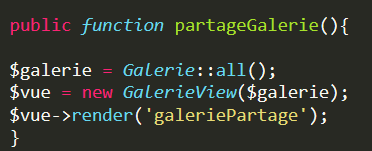 public function partageGalerie(){
$galerie = Galerie::all();
$vue = new GalerieView($galerie);
$vue->render('galeriePartage');
}